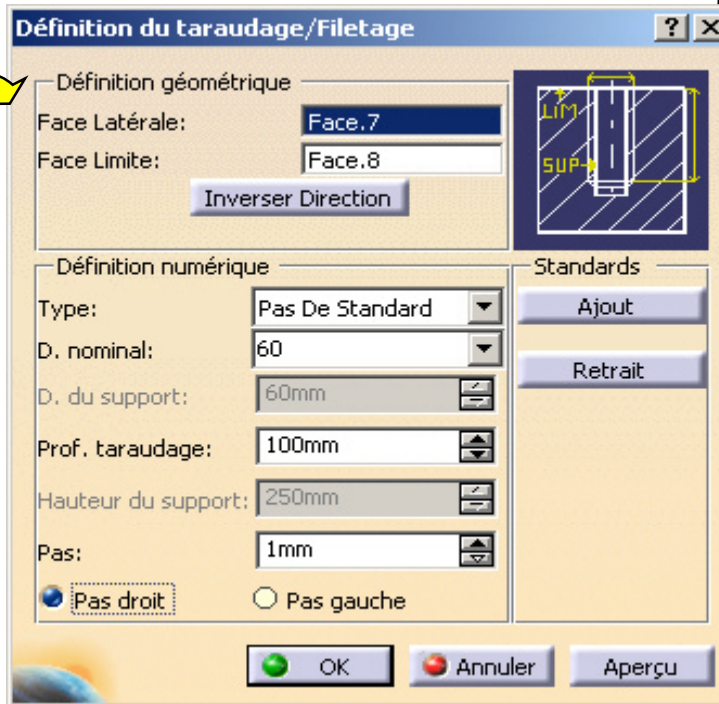 Définition du taraudage/Filetage ? X
Définition géométrique
Face Latérale: Face.7
Face Limite: Face.8
Inverser Direction
LIM
SUP
Définition numérique
Type: Pas De Standard
D. nominal: 60
D. du support: 60mm
Prof. taraudage: 100mm
Hauteur du support: 250mm
Pas: 1mm
Pas droit Pas gauche
Standards
Ajout
Retrait
OK Annuler Aperçu